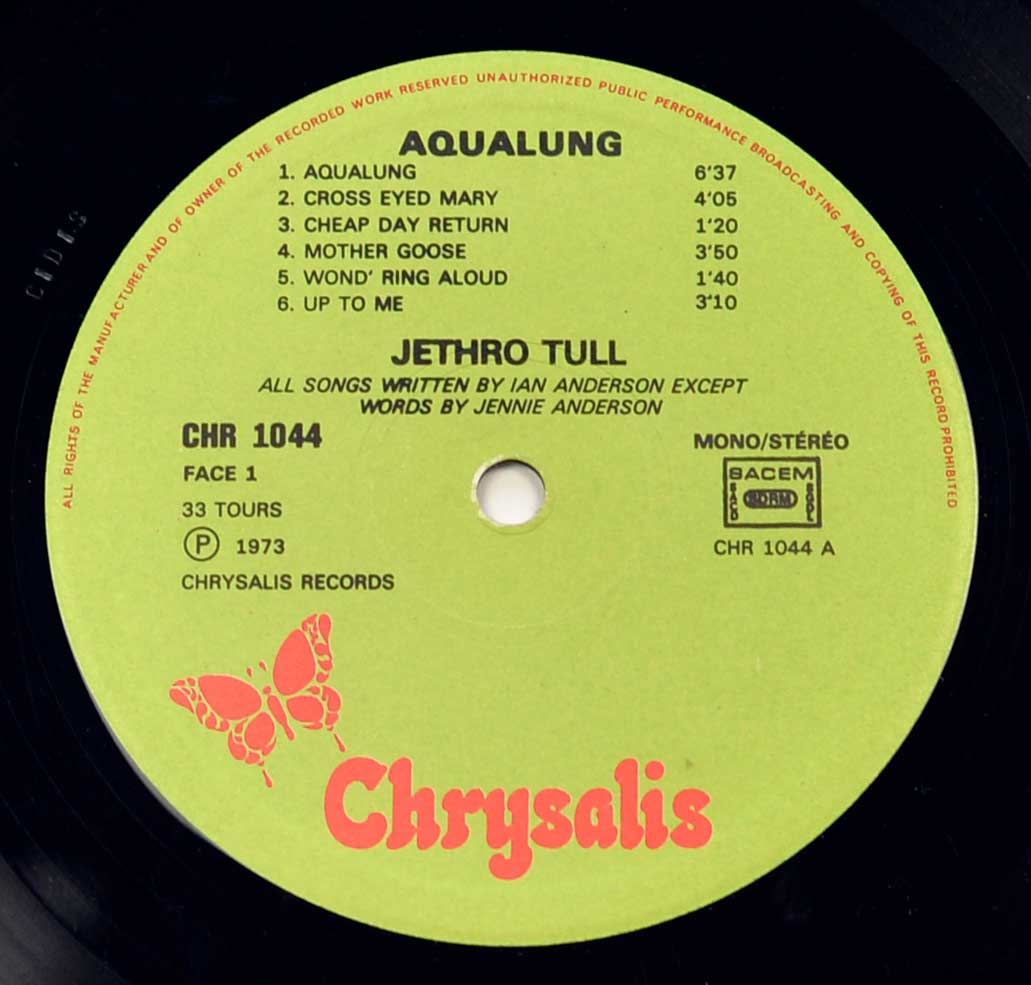 ALL RIGHTS OF THE MANUFACTURER AND OF OWNER OF THE RECORDED WORK RESERVED UNAUTHORIZED PUBLIC PERFORMANCE BROADCASTING AND COPYING OF THIS RECORD PROHIBITED
AQUALUNG
1. AQUALUNG 6'37
2. CROSS EYED MARY 4'05
3. CHEAP DAY RETURN 1'20
4. MOTHER GOOSE 3'50
5. WOND' RING ALOUD 1'40
6. UP TO ME 3'10
JETHRO TULL
ALL SONGS WRITTEN BY IAN ANDERSON EXCEPT
WORDS BY JENNIE ANDERSON
CHR 1044
MONO/STÉRÉO
FACE 1
SACEM
SACD SDRM SGDL
33 TOURS
CHR 1044 A
P 1973
CHRYSALIS RECORDS
Chrysalis